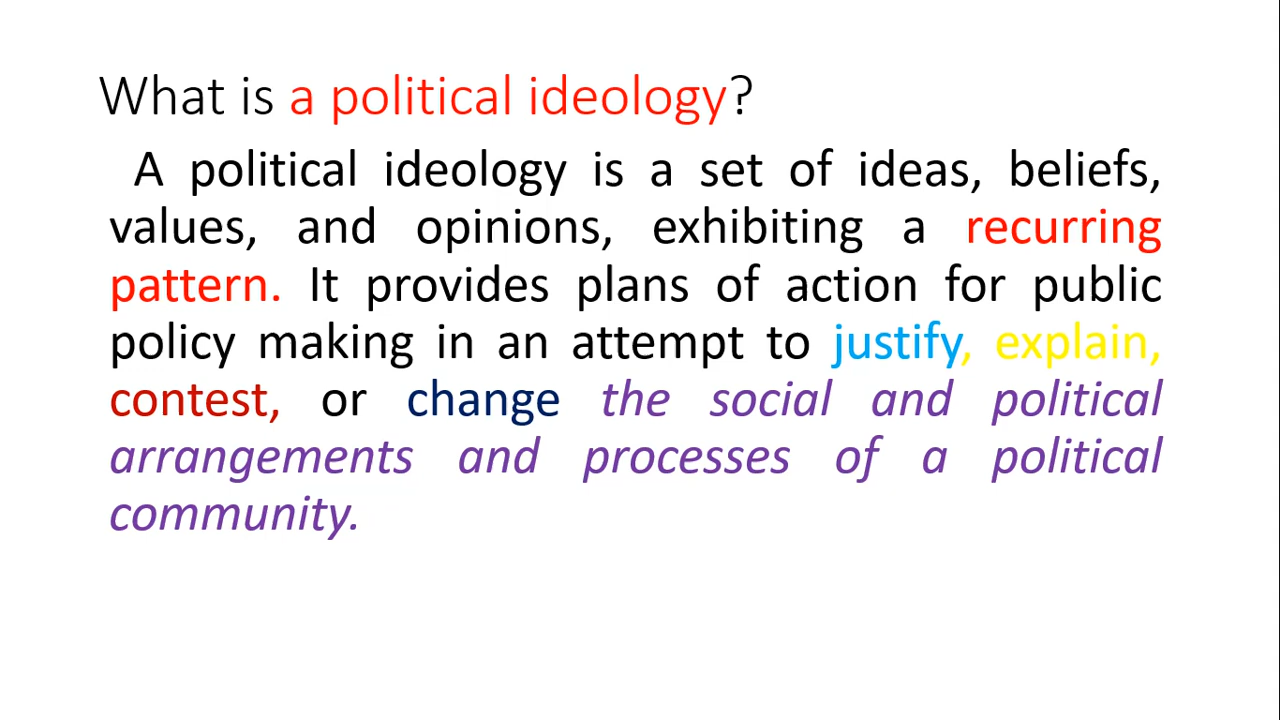 What is a political ideology?
A political ideology is a set of ideas, beliefs,
values, and opinions, exhibiting a recurring
pattern. It provides plans of action for public
policy making in an attempt to justify, explain,
contest, or change the social and political
arrangements and processes of a political
community.